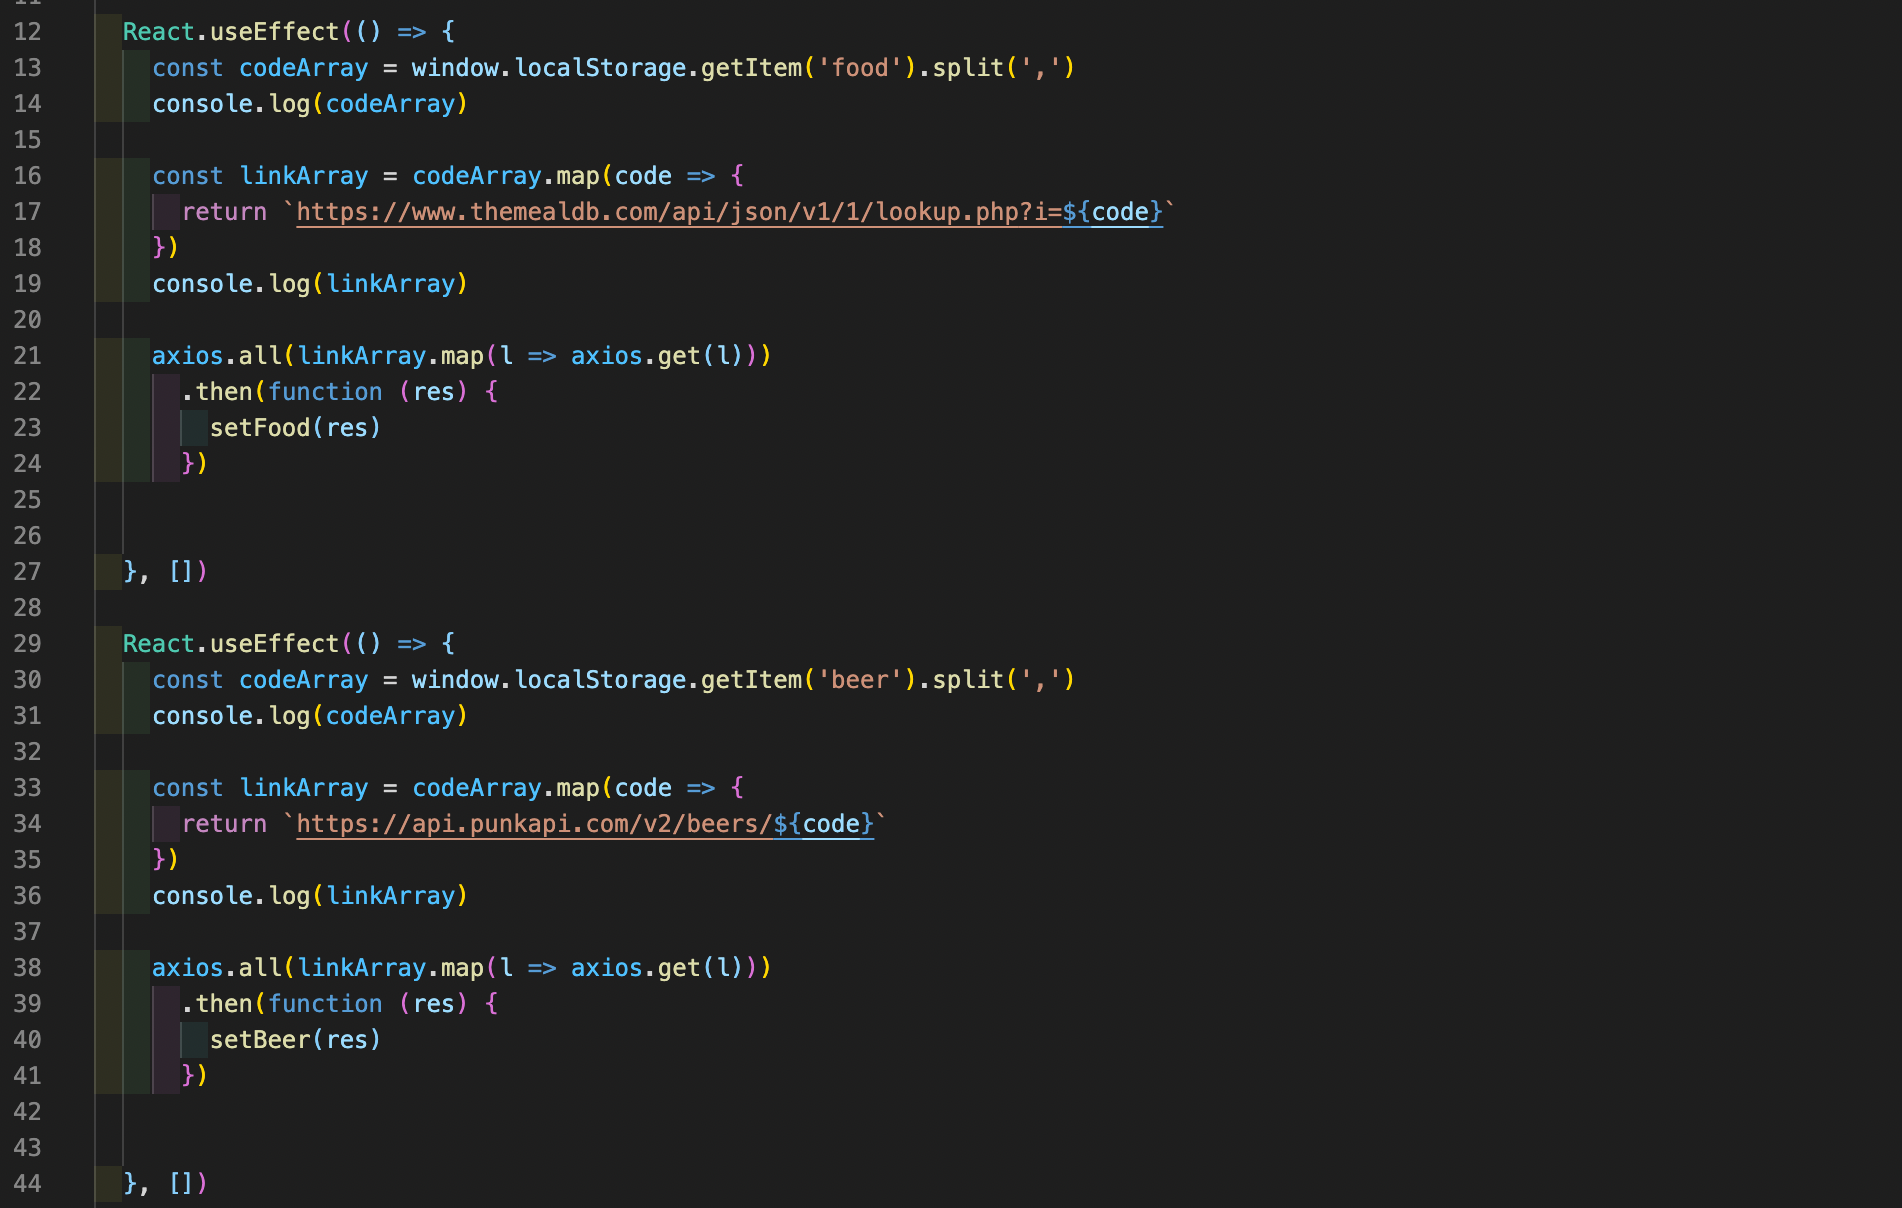 11
12 React.useEffect(() => {
13 const codeArray = window.localStorage.getItem('food').split(',')
14 console.log(codeArray)
15
16 const linkArray = codeArray.map(code => {
17 return `https://www.themealdb.com/api/json/v1/1/lookup.php?i=${code}`
18 })
19 console.log(linkArray)
20
21 axios.all(linkArray.map(l => axios.get(l)))
22 .then(function (res) {
23 setFood(res)
24 })
25
26
27 }, [])
28
29 React.useEffect(() => {
30 const codeArray = window.localStorage.getItem('beer').split(',')
31 console.log(codeArray)
32
33 const linkArray = codeArray.map(code => {
34 return `https://api.punkapi.com/v2/beers/${code}`
35 })
36 console.log(linkArray)
37
38 axios.all(linkArray.map(l => axios.get(l)))
39 .then(function (res) {
40 setBeer(res)
41 })
42
43
44 }, [])